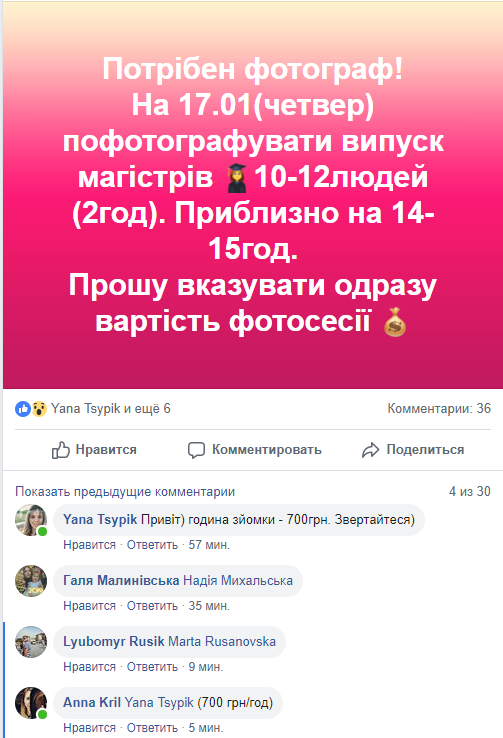 Потрібен фотограф!
На 17.01(четвер)
пофотографувати випуск
магістрів 👩‍🎓10-12людей
(2год). Приблизно на 14-
15год.
Прошу вказувати одразу
вартість фотосесії 💰
Yana Tsypik и ещё 6 Комментарии: 36
Нравится Комментировать Поделиться
Показать предыдущие комментарии 4 из 30
Yana Tsypik Привіт) година зйомки - 700грн. Звертайтеся)
Нравится · Ответить · 57 мин.
Галя Малинівська Надія Михальська
Нравится · Ответить · 35 мин.
Lyubomyr Rusik Marta Rusanovska
Нравится · Ответить · 9 мин.
Anna Kril Yana Tsypik (700 грн/год)
Нравится · Ответить · 5 мин.